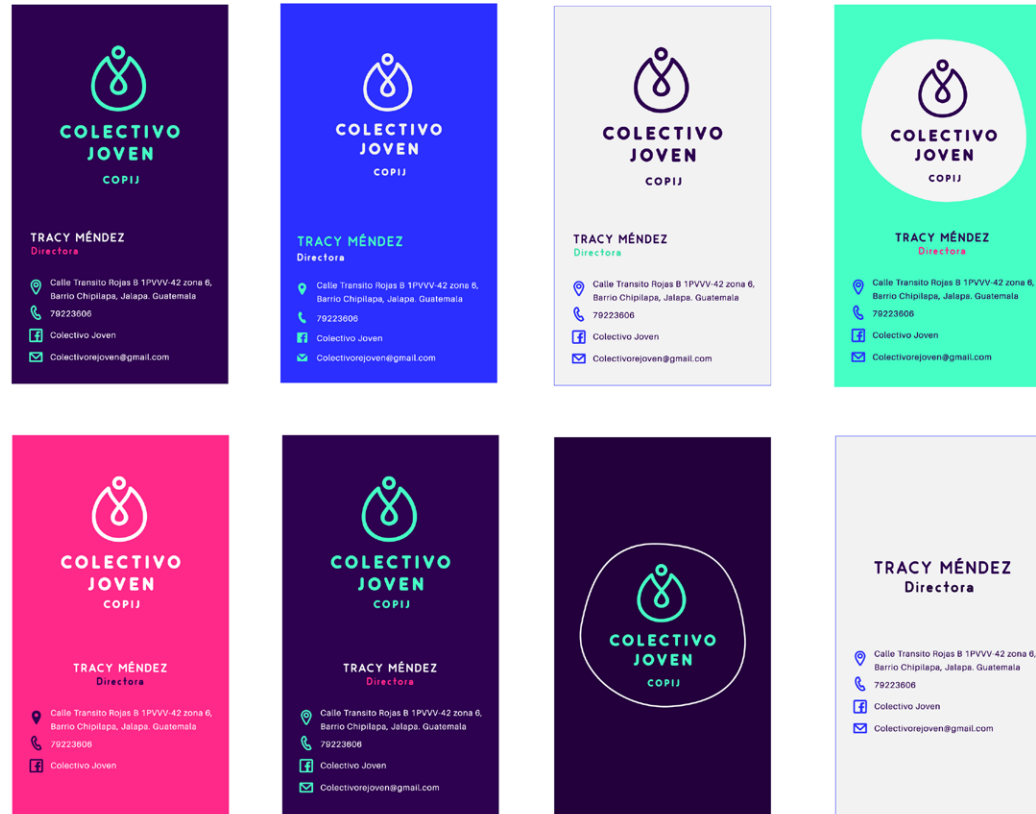 COLECTIVO
JOVEN
COPIJ
TRACY MÉNDEZ
Directora
Calle Transito Rojas B 1PVVV-42 zona 6,
Barrio Chipilapa, Jalapa. Guatemala
79223606
Colectivo Joven
Colectivorejoven@gmail.com
COLECTIVO
JOVEN
COPIJ
TRACY MÉNDEZ
Directora
Calle Transito Rojas B 1PVVV-42 zona 6,
Barrio Chipilapa, Jalapa. Guatemala
79223606
Colectivo Joven
Colectivorejoven@gmail.com
COLECTIVO
JOVEN
COPIJ
TRACY MÉNDEZ
Directora
Calle Transito Rojas B 1PVVV-42 zona 6,
Barrio Chipilapa, Jalapa. Guatemala
79223606
Colectivo Joven
Colectivorejoven@gmail.com
COLECTIVO
JOVEN
COPIJ
TRACY MÉNDEZ
Directora
Calle Transito Rojas B 1PVVV-42 zona 6,
Barrio Chipilapa, Jalapa. Guatemala
79223606
Colectivo Joven
Colectivorejoven@gmail.com
COLECTIVO
JOVEN
COPIJ
TRACY MÉNDEZ
Directora
Calle Transito Rojas B 1PVVV-42 zona 6,
Barrio Chipilapa, Jalapa. Guatemala
79223606
Colectivo Joven
COLECTIVO
JOVEN
COPIJ
TRACY MÉNDEZ
Directora
Calle Transito Rojas B 1PVVV-42 zona 6,
Barrio Chipilapa, Jalapa. Guatemala
79223606
Colectivo Joven
Colectivorejoven@gmail.com
COLECTIVO
JOVEN
COPIJ
TRACY MÉNDEZ
Directora
Calle Transito Rojas B 1PVVV-42 zona 6,
Barrio Chipilapa, Jalapa. Guatemala
79223606
Colectivo Joven
Colectivorejoven@gmail.com